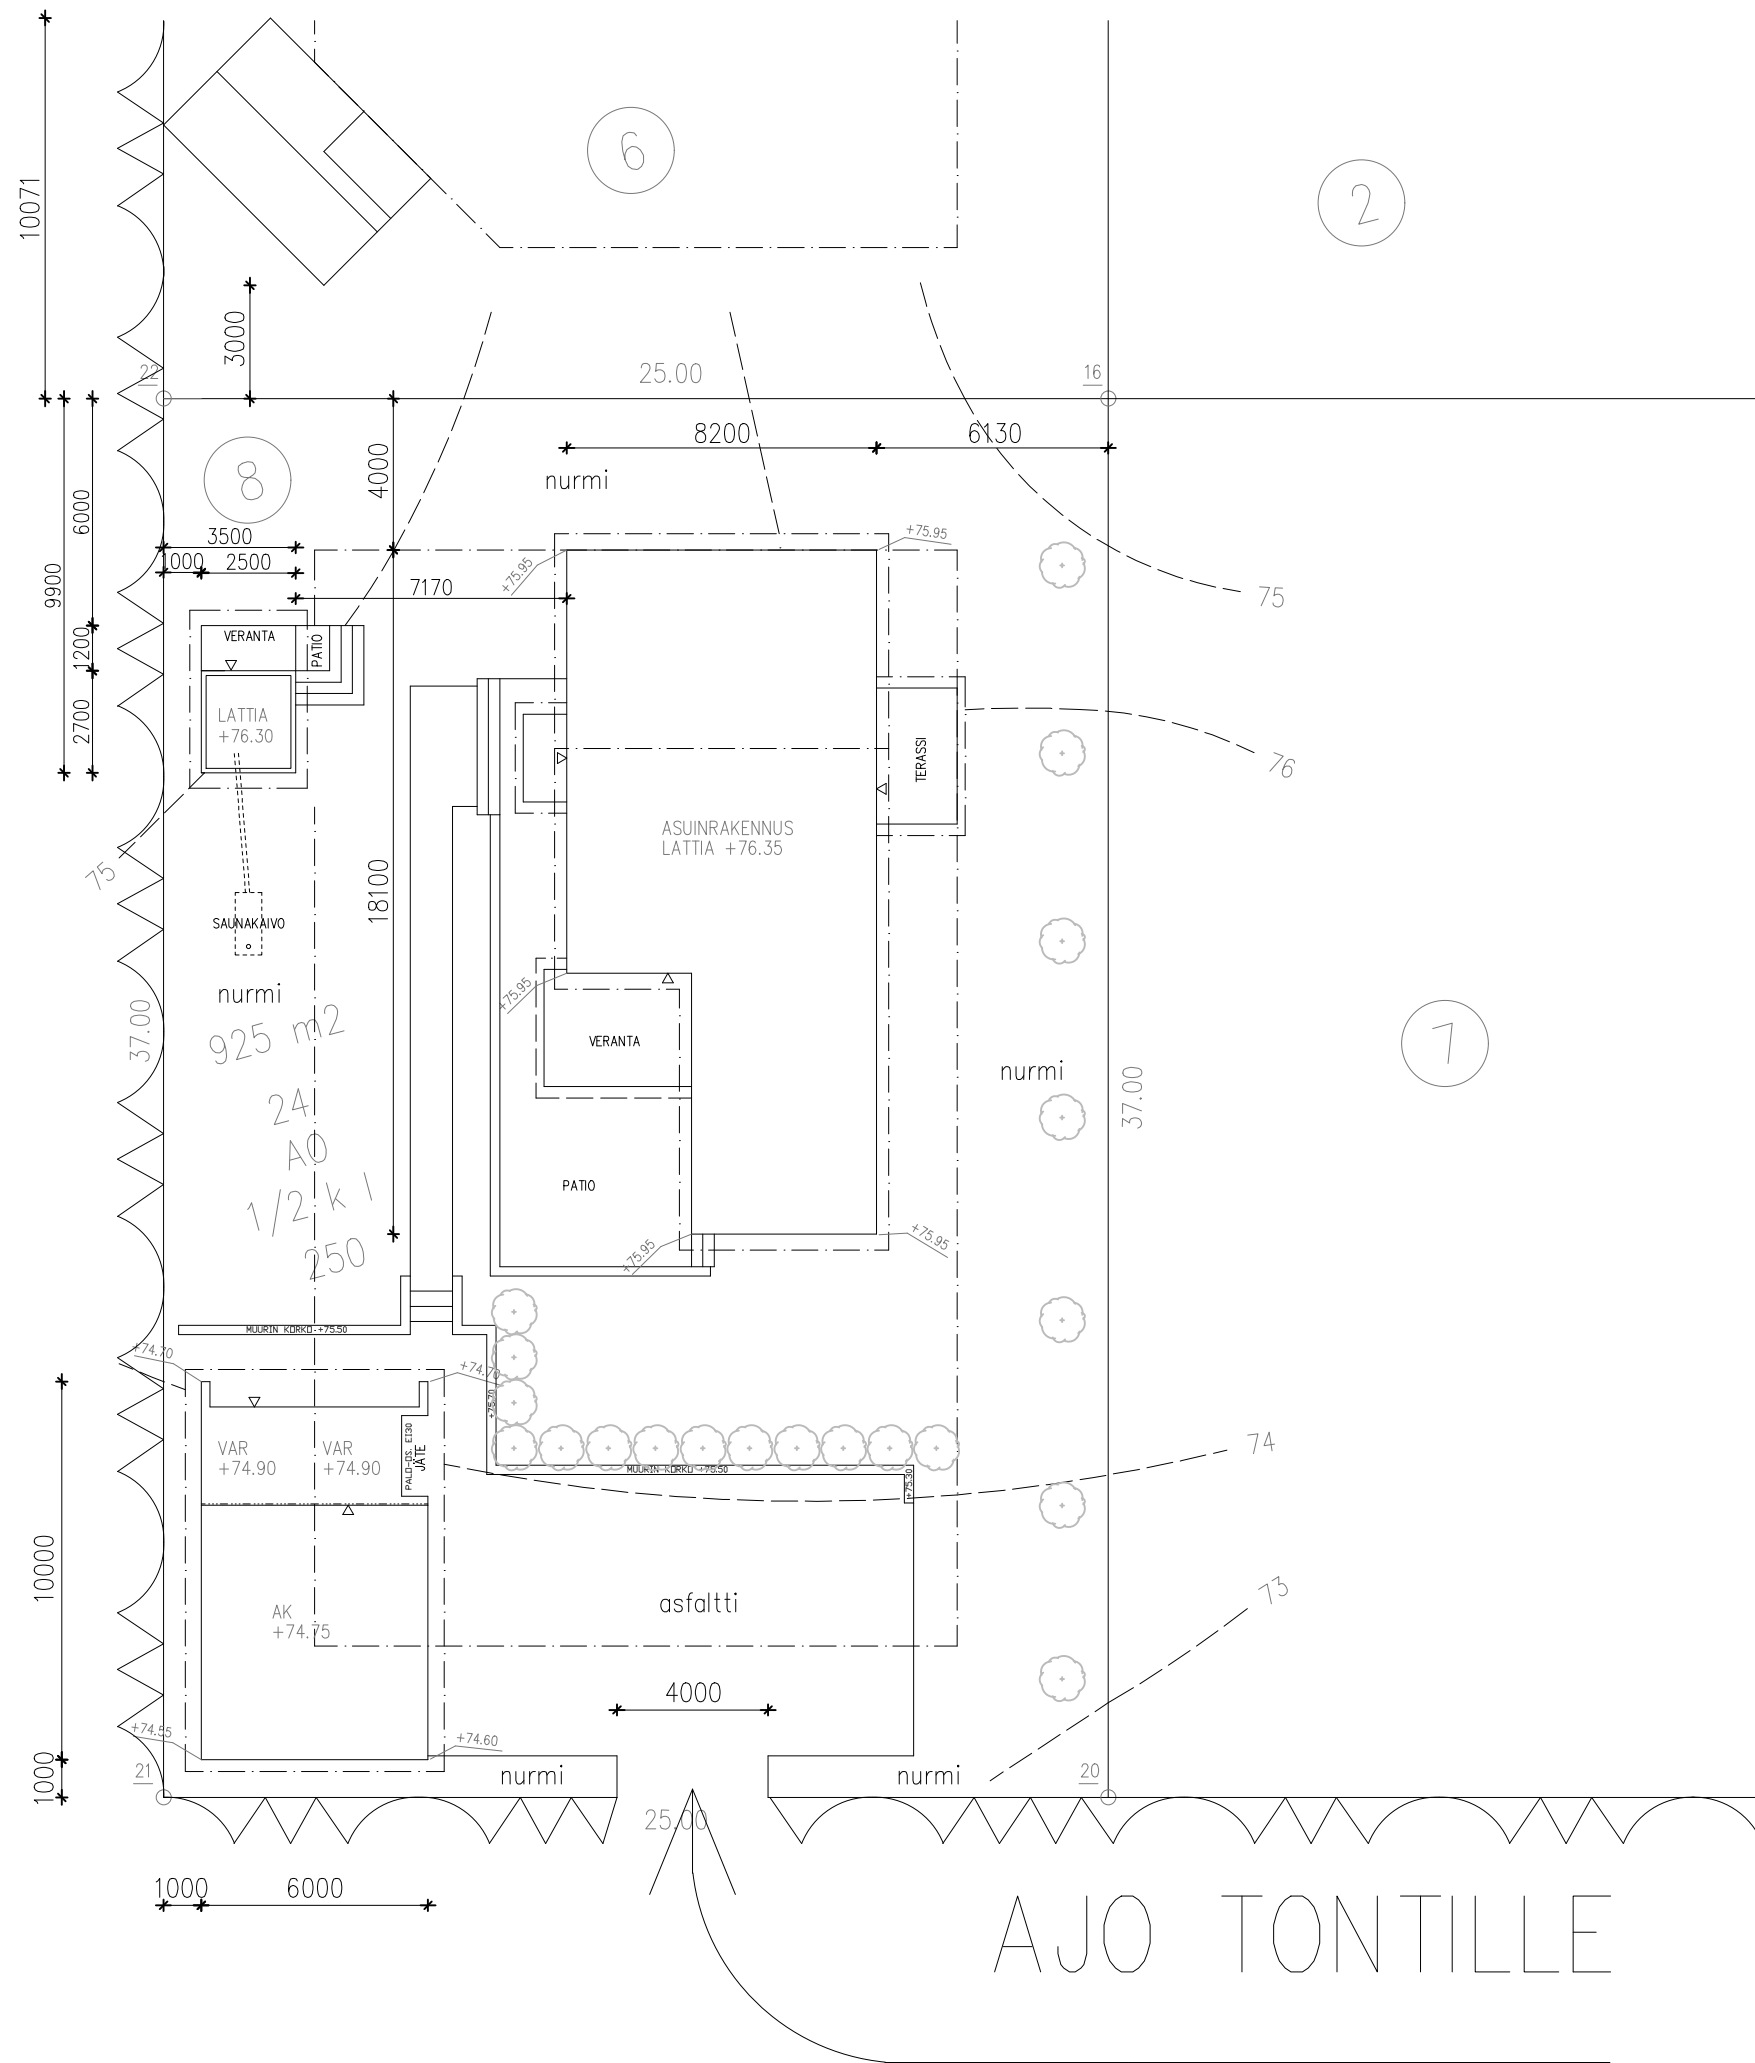 10071
6
2
3000
22
25.00
16
8200
6130
4000
nurmi
8
6000
3500
1000
2500
9900
7170
+75.95
+75.95
75
1200
VERANTA
PATIO
2700
LATTIA
+76.30
TERASSI
76
ASUINRAKENNUS
LATTIA +76.35
75
18100
SAUNAKAIVO
nurmi
+75.95
37.00
925 m2
VERANTA
nurmi
7
37.00
24
AO
1/2 k I
250
PATIO
+75.95
+75.95
MUURIN KORKO +75.50
+74.70
+74.70
+75.70
VAR
+74.90
VAR
+74.90
PALO-OS. EI30
JÄTE
MUURIN KORKO +75.50
+75.30
74
10000
AK
+74.75
asfaltti
73
4000
+74.55
+74.60
1000
21
nurmi
nurmi
20
25.00
1000
6000
AJO TONTILLE